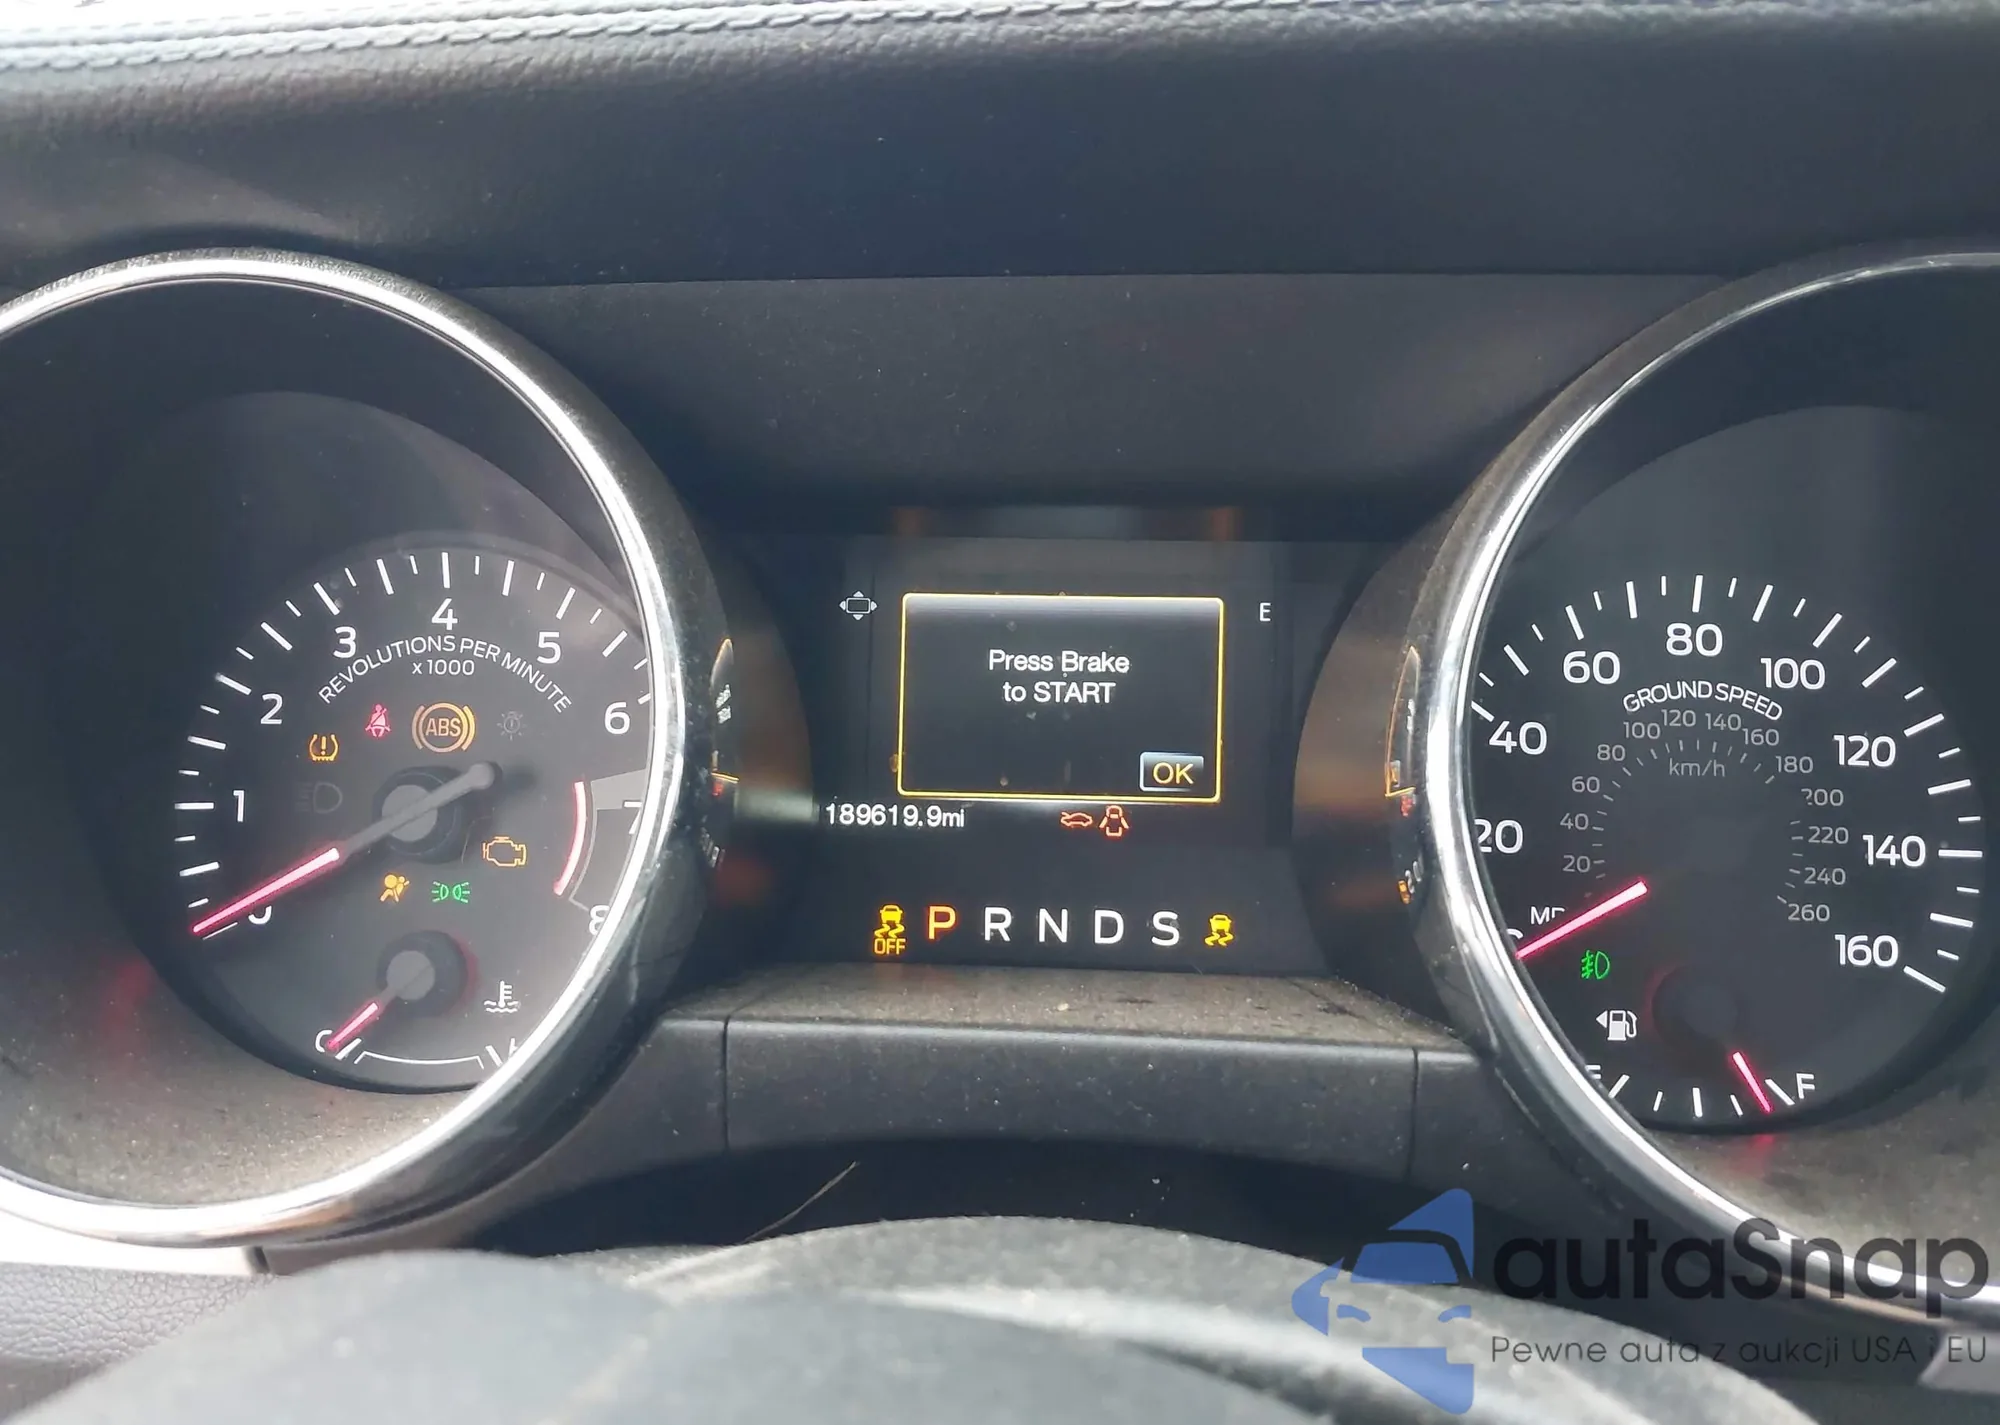 1 2 3 4 5 6 7 8
REVOLUTIONS PER MINUTE
x 1000
ABS
C
Press Brake
to START
OK
E
189619.9mi
OFF P R N D S
20 40 60 80 100 120 140 160
GROUND SPEED
20 40 60 80 100 120 140 160 180 200 220 240 260
km/h
F
autaSnap
Pewne auta z aukcji USA i EU